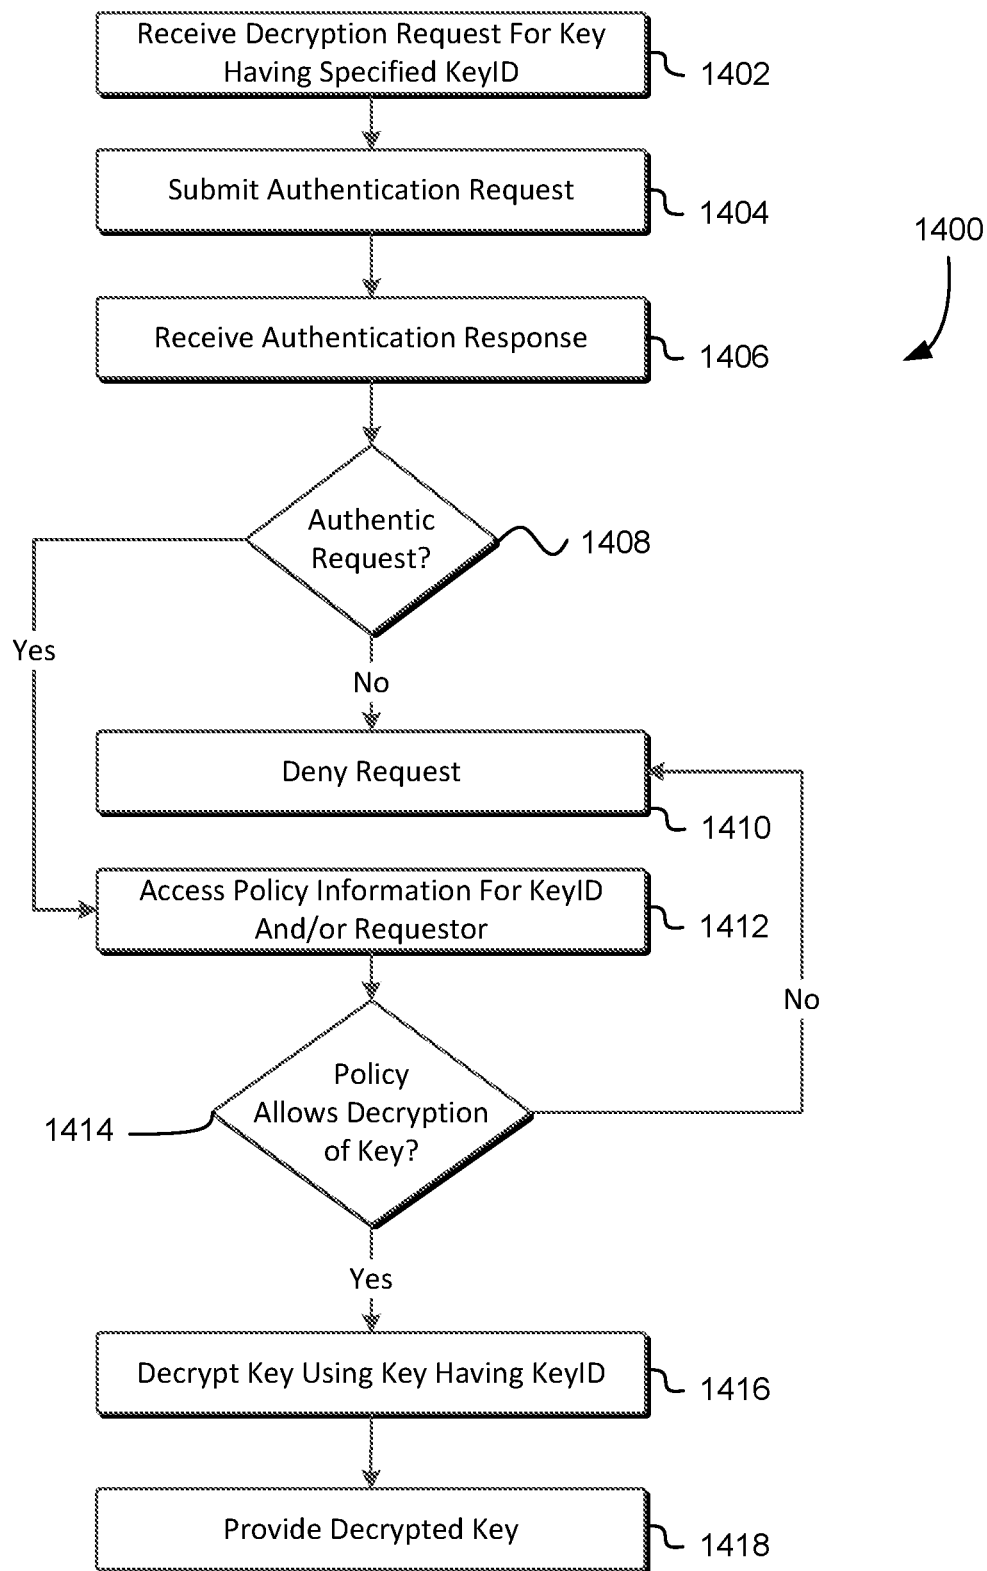 Receive Decryption Request For Key
Having Specified KeyID
1402
Submit Authentication Request
1404
1400
Receive Authentication Response
1406
Authentic
Request?
1408
Yes
No
Deny Request
1410
Access Policy Information For KeyID
And/or Requestor
1412
No
Policy
Allows Decryption
of Key?
1414
Yes
Decrypt Key Using Key Having KeyID
1416
Provide Decrypted Key
1418